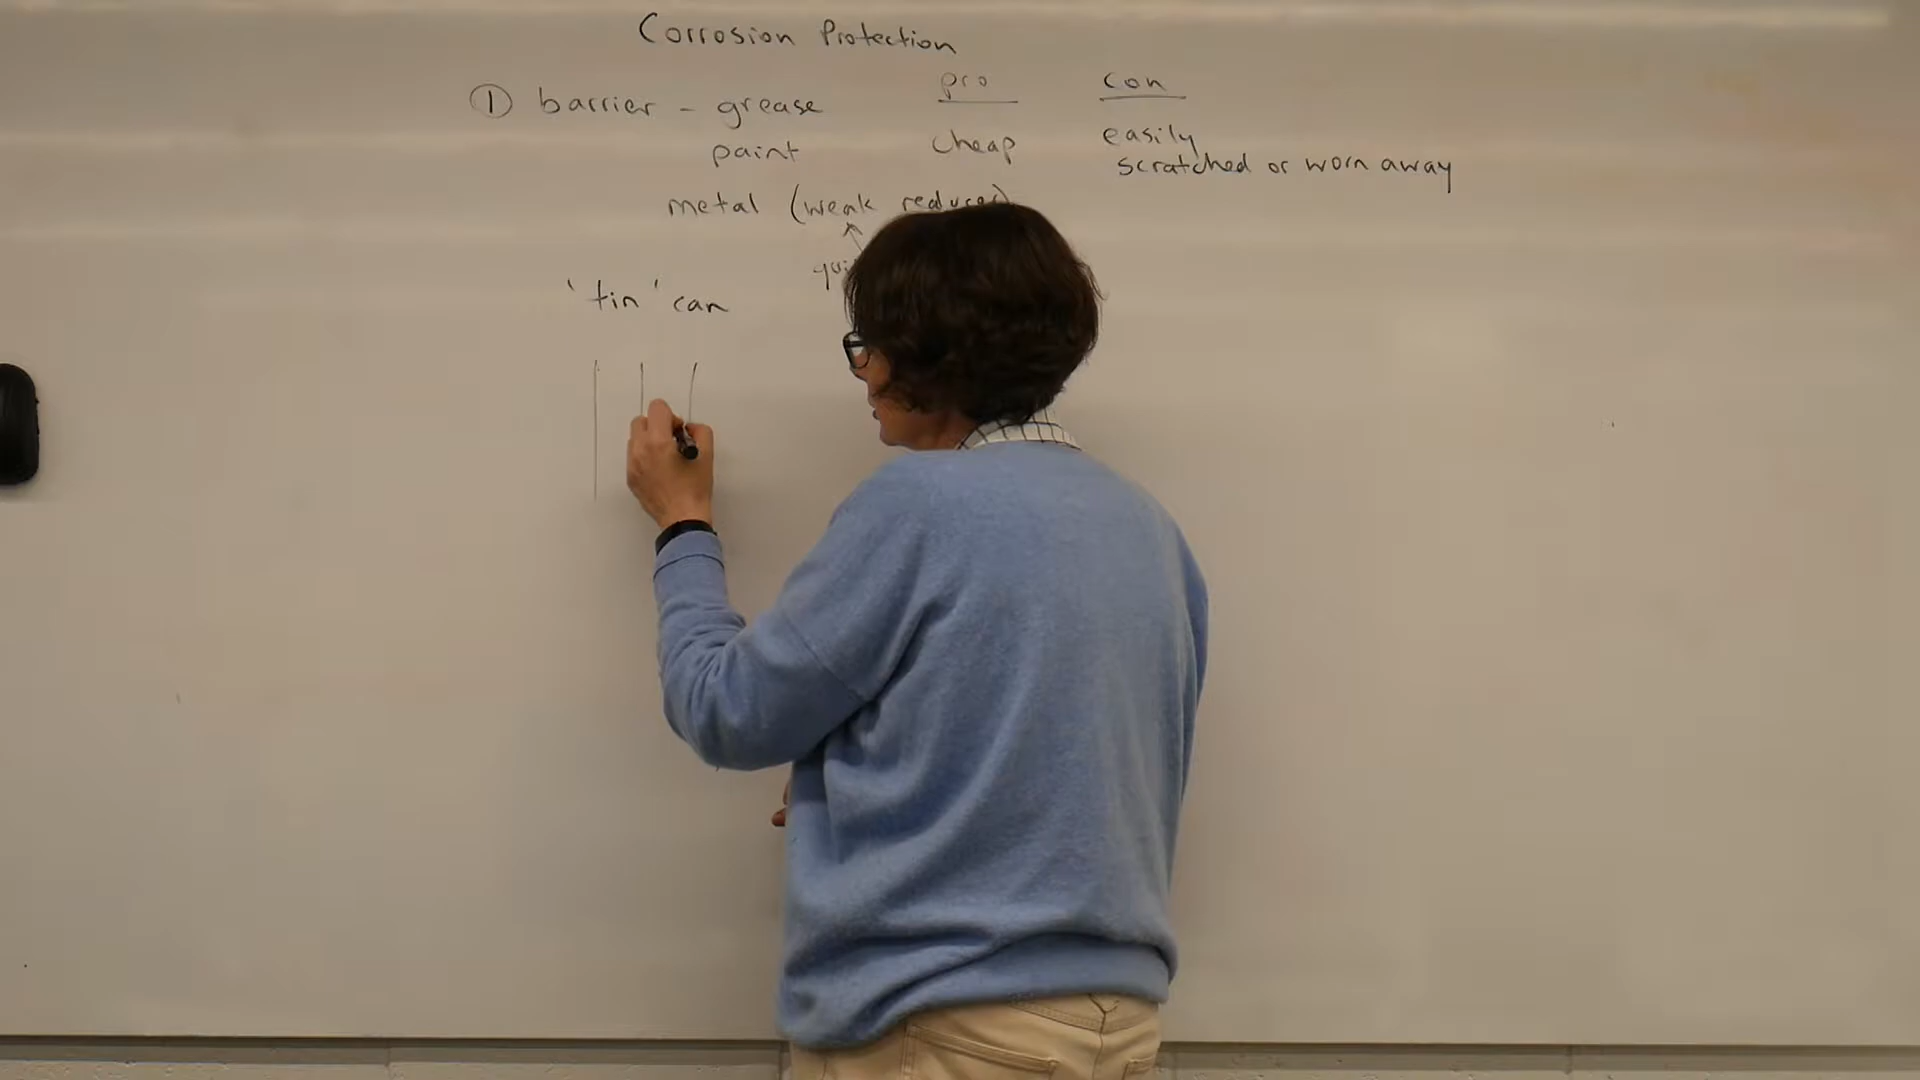 Corrosion Protection
pro con
① barrier - grease
paint cheap easily
scratched or worn away
metal (weak reducer)
'tin' can